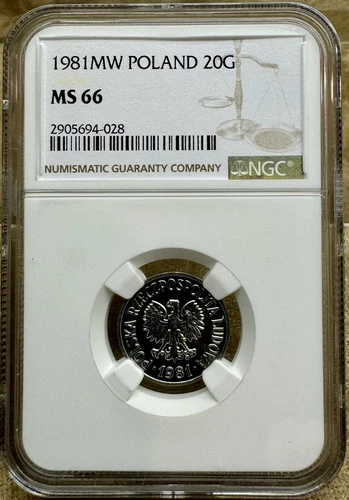 1981MW POLAND 20G
MS 66
2905694-028
NUMISMATIC GUARANTY COMPANY
NGC
POLSKA RZECZPOSPOLITA LUDOWA
1981